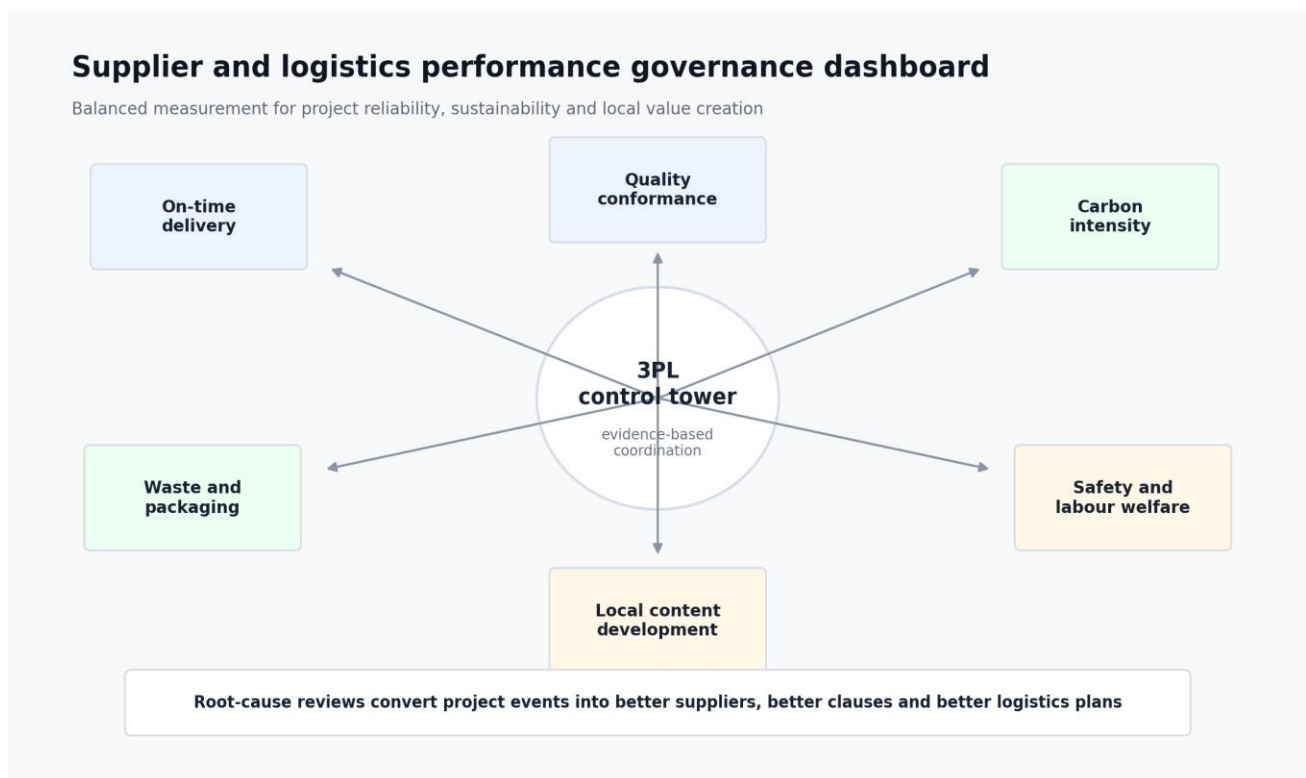 Supplier and logistics performance governance dashboard
Balanced measurement for project reliability, sustainability and local value creation
On-time
delivery
Quality
conformance
Carbon
intensity
3PL
control tower
evidence-based
coordination
Waste and
packaging
Safety and
labour welfare
Local content
development
Root-cause reviews convert project events into better suppliers, better clauses and better logistics plans